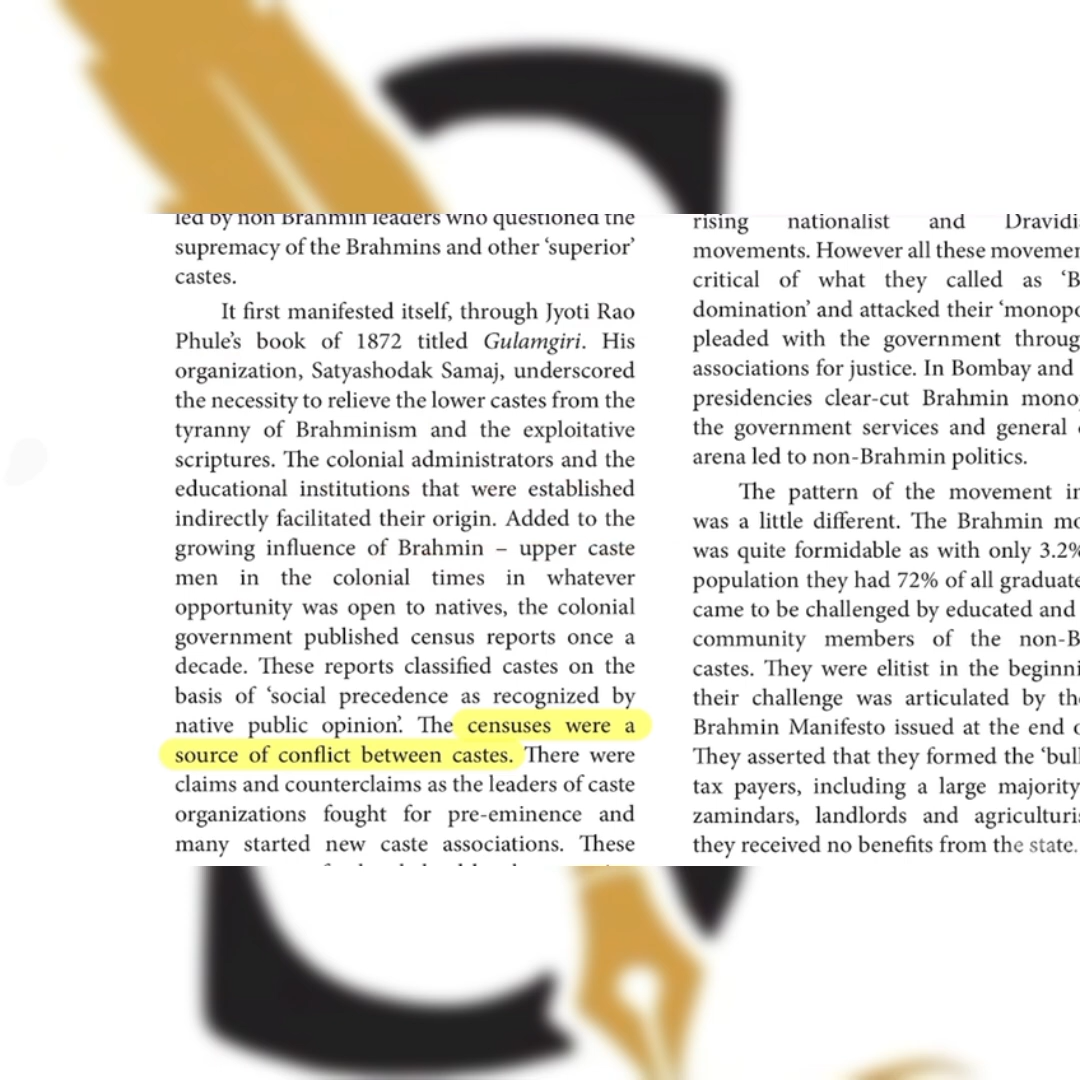 led by non Brahmin leaders who questioned the
supremacy of the Brahmins and other ‘superior’
castes.
It first manifested itself, through Jyoti Rao
Phule’s book of 1872 titled Gulamgiri. His
organization, Satyashodak Samaj, underscored
the necessity to relieve the lower castes from the
tyranny of Brahminism and the exploitative
scriptures. The colonial administrators and the
educational institutions that were established
indirectly facilitated their origin. Added to the
growing influence of Brahmin – upper caste
men in the colonial times in whatever
opportunity was open to natives, the colonial
government published census reports once a
decade. These reports classified castes on the
basis of ‘social precedence as recognized by
native public opinion’. The censuses were a
source of conflict between castes. There were
claims and counterclaims as the leaders of caste
organizations fought for pre-eminence and
many started new caste associations. These
rising nationalist and
movements. However all these
critical of what they called as
domination’ and attacked their
pleaded with the government
associations for justice. In Bombay and
presidencies clear-cut Brahmin
the government services and general
arena led to non-Brahmin politics.
The pattern of the movement
was a little different. The Brahmin
was quite formidable as with only 3.2%
population they had 72% of all
came to be challenged by educated and
community members of the
castes. They were elitist in the
their challenge was articulated by
Brahmin Manifesto issued at the end
They asserted that they formed the
tax payers, including a large majority
zamindars, landlords and
they received no benefits from the state.